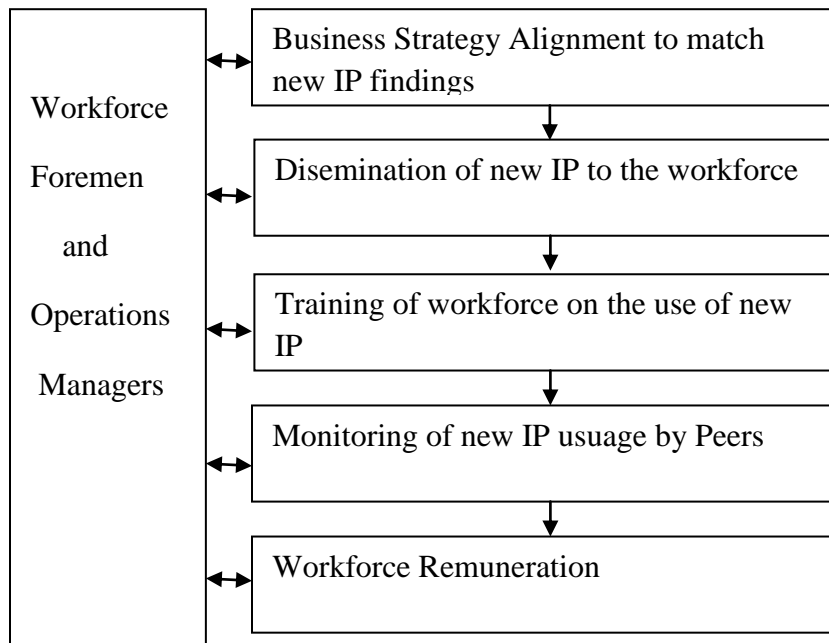 Workforce
Foremen
and
Operations
Managers
Business Strategy Alignment to match
new IP findings
Disemination of new IP to the workforce
Training of workforce on the use of new
IP
Monitoring of new IP usuage by Peers
Workforce Remuneration